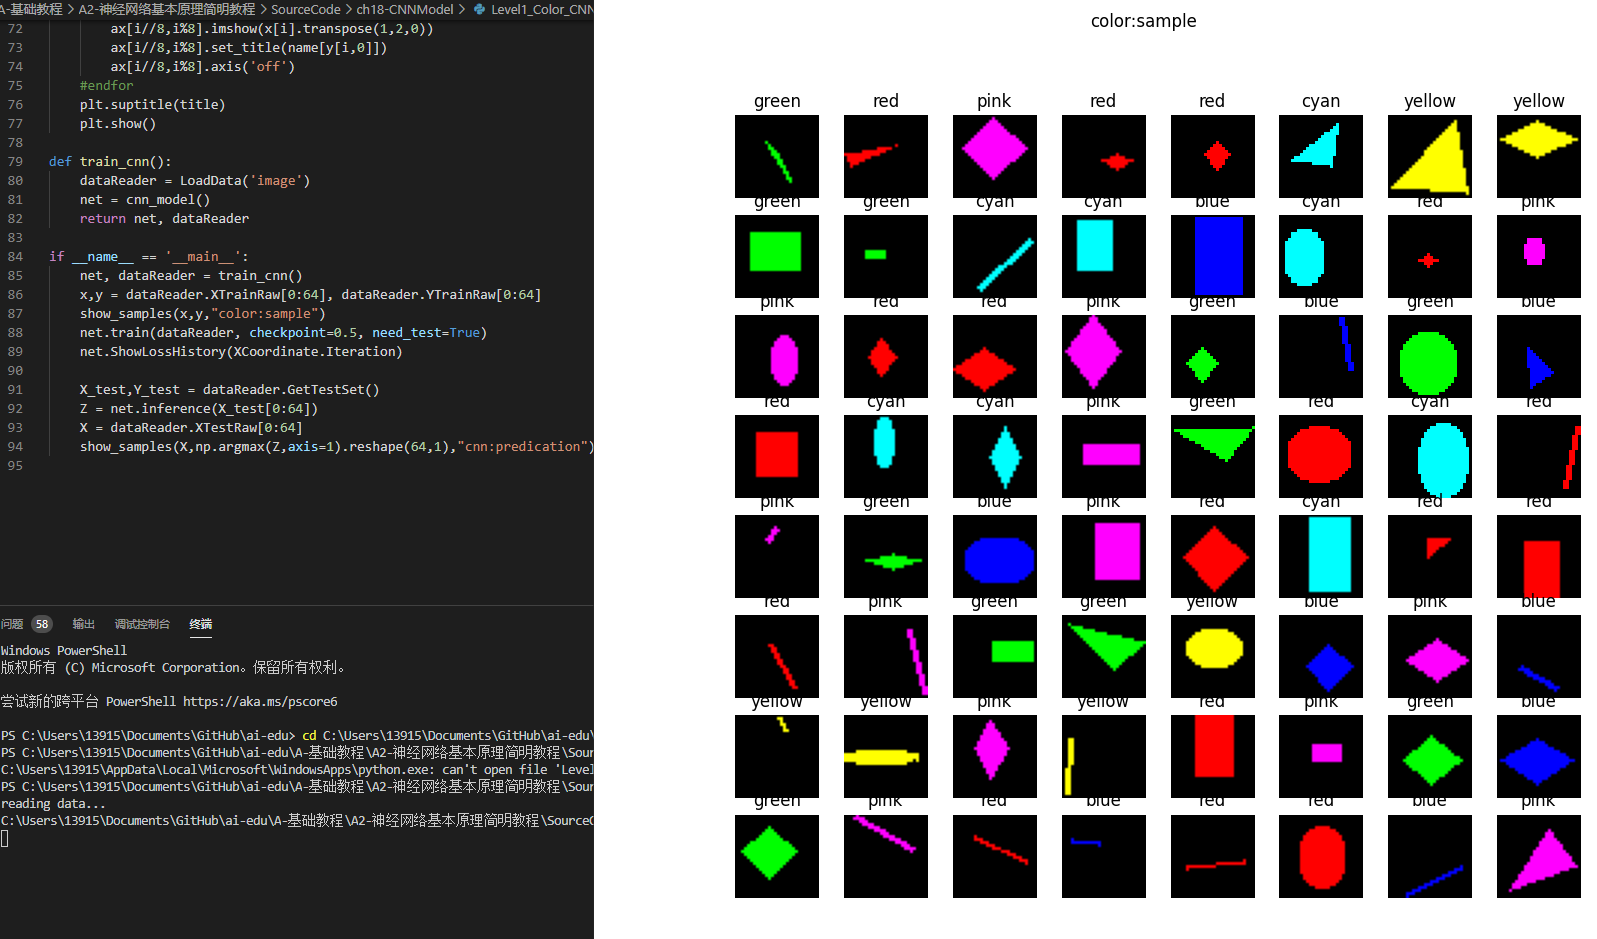 A-基础教程 > A2-神经网络基本原理简明教程 > SourceCode > ch18-CNNModel > Level1_Color_CNN
72 ax[i//8,i%8].imshow(x[i].transpose(1,2,0))
73 ax[i//8,i%8].set_title(name[y[i,0]])
74 ax[i//8,i%8].axis('off')
75 #endfor
76 plt.suptitle(title)
77 plt.show()
78
79 def train_cnn():
80 dataReader = LoadData('image')
81 net = cnn_model()
82 return net, dataReader
83
84 if __name__ == '__main__':
85 net, dataReader = train_cnn()
86 x,y = dataReader.XTrainRaw[0:64], dataReader.YTrainRaw[0:64]
87 show_samples(x,y,"color:sample")
88 net.train(dataReader, checkpoint=0.5, need_test=True)
89 net.ShowLossHistory(XCoordinate.Iteration)
90
91 X_test,Y_test = dataReader.GetTestSet()
92 Z = net.inference(X_test[0:64])
93 X = dataReader.XTestRaw[0:64]
94 show_samples(X,np.argmax(Z,axis=1).reshape(64,1),"cnn:predication")
95
问题 58 输出 调试控制台 终端
Windows PowerShell
版权所有 (C) Microsoft Corporation。保留所有权利。
尝试新的跨平台 PowerShell https://aka.ms/pscore6
PS C:\Users\13915\Documents\GitHub\ai-edu> cd C:\Users\13915\Documents\GitHub\ai-edu\
PS C:\Users\13915\Documents\GitHub\ai-edu\A-基础教程\A2-神经网络基本原理简明教程\Sour
C:\Users\13915\AppData\Local\Microsoft\WindowsApps\python.exe: can't open file 'Level
PS C:\Users\13915\Documents\GitHub\ai-edu\A-基础教程\A2-神经网络基本原理简明教程\Sour
reading data...
C:\Users\13915\Documents\GitHub\ai-edu\A-基础教程\A2-神经网络基本原理简明教程\SourceC
color:sample
green red pink red red cyan yellow yellow
green green cyan cyan blue cyan red pink
pink red red pink green blue green blue
red cyan cyan pink green red cyan red
pink green blue pink red cyan red red
red pink green green yellow blue pink blue
yellow yellow pink yellow red pink green blue
green pink red blue red red blue pink